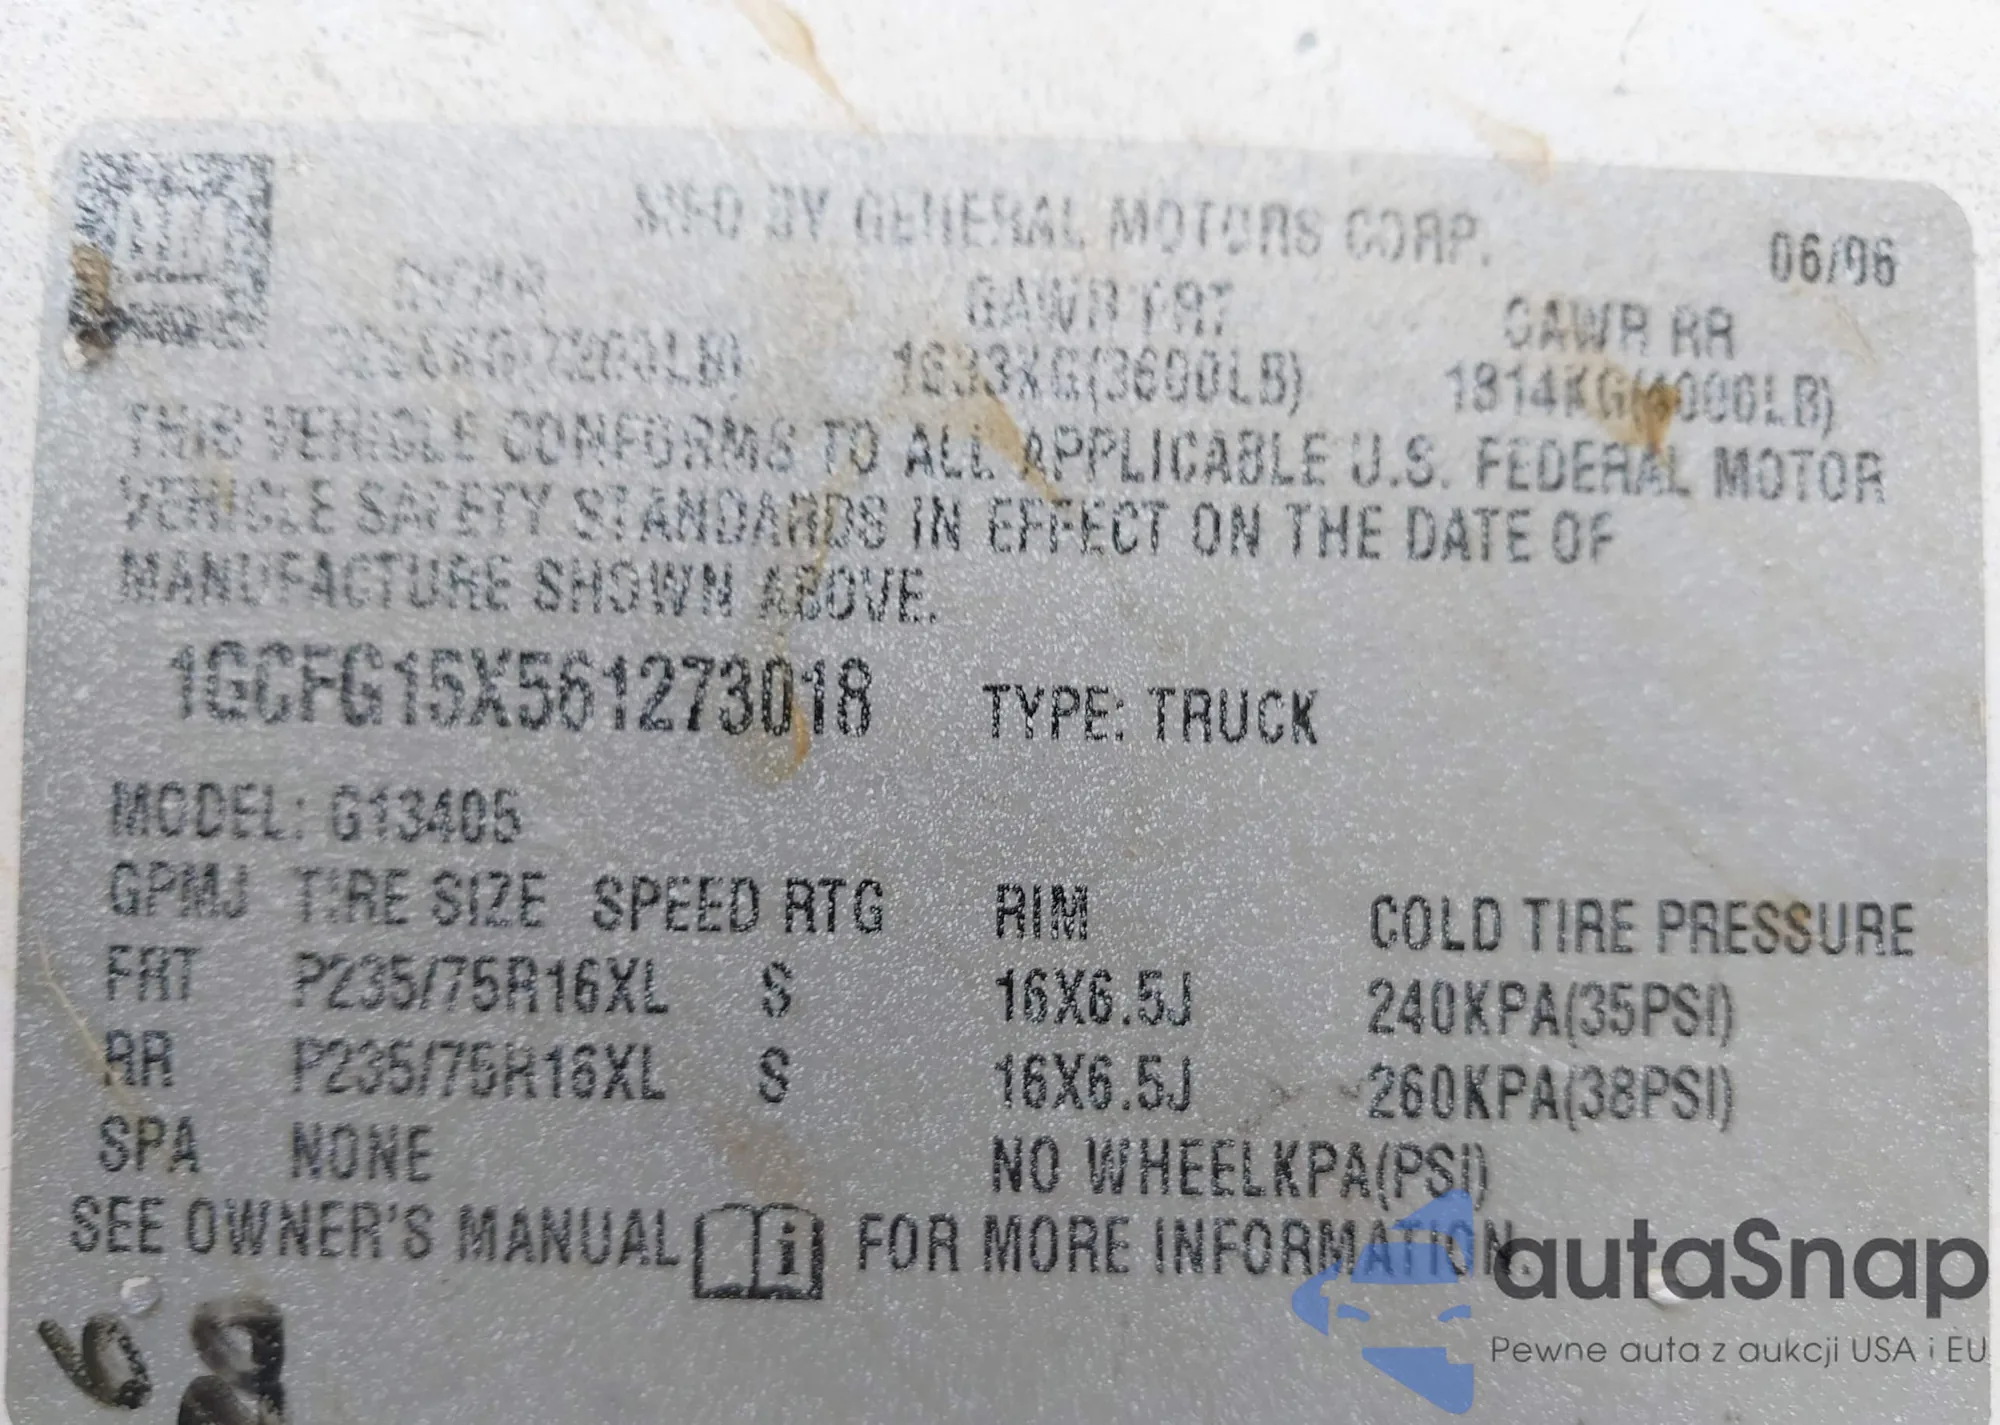 MFD BY GENERAL MOTORS CORP. 06/06
GVWR GAWR FRT GAWR RR
1633KG(3600LB) 1814KG(4000LB)
THIS VEHICLE CONFORMS TO ALL APPLICABLE U.S. FEDERAL MOTOR
VEHICLE SAFETY STANDARDS IN EFFECT ON THE DATE OF
MANUFACTURE SHOWN ABOVE.
1GCFG15X561273018 TYPE: TRUCK
MODEL: G13405
GPMJ TIRE SIZE SPEED RTG RIM COLD TIRE PRESSURE
FRT P235/75R16XL S 16X6.5J 240KPA(35PSI)
RR P235/75R16XL S 16X6.5J 260KPA(38PSI)
SPA NONE NO WHEELKPA(PSI)
SEE OWNER'S MANUAL FOR MORE INFORMATION.
autaSnap
Pewne auta z aukcji USA i EU